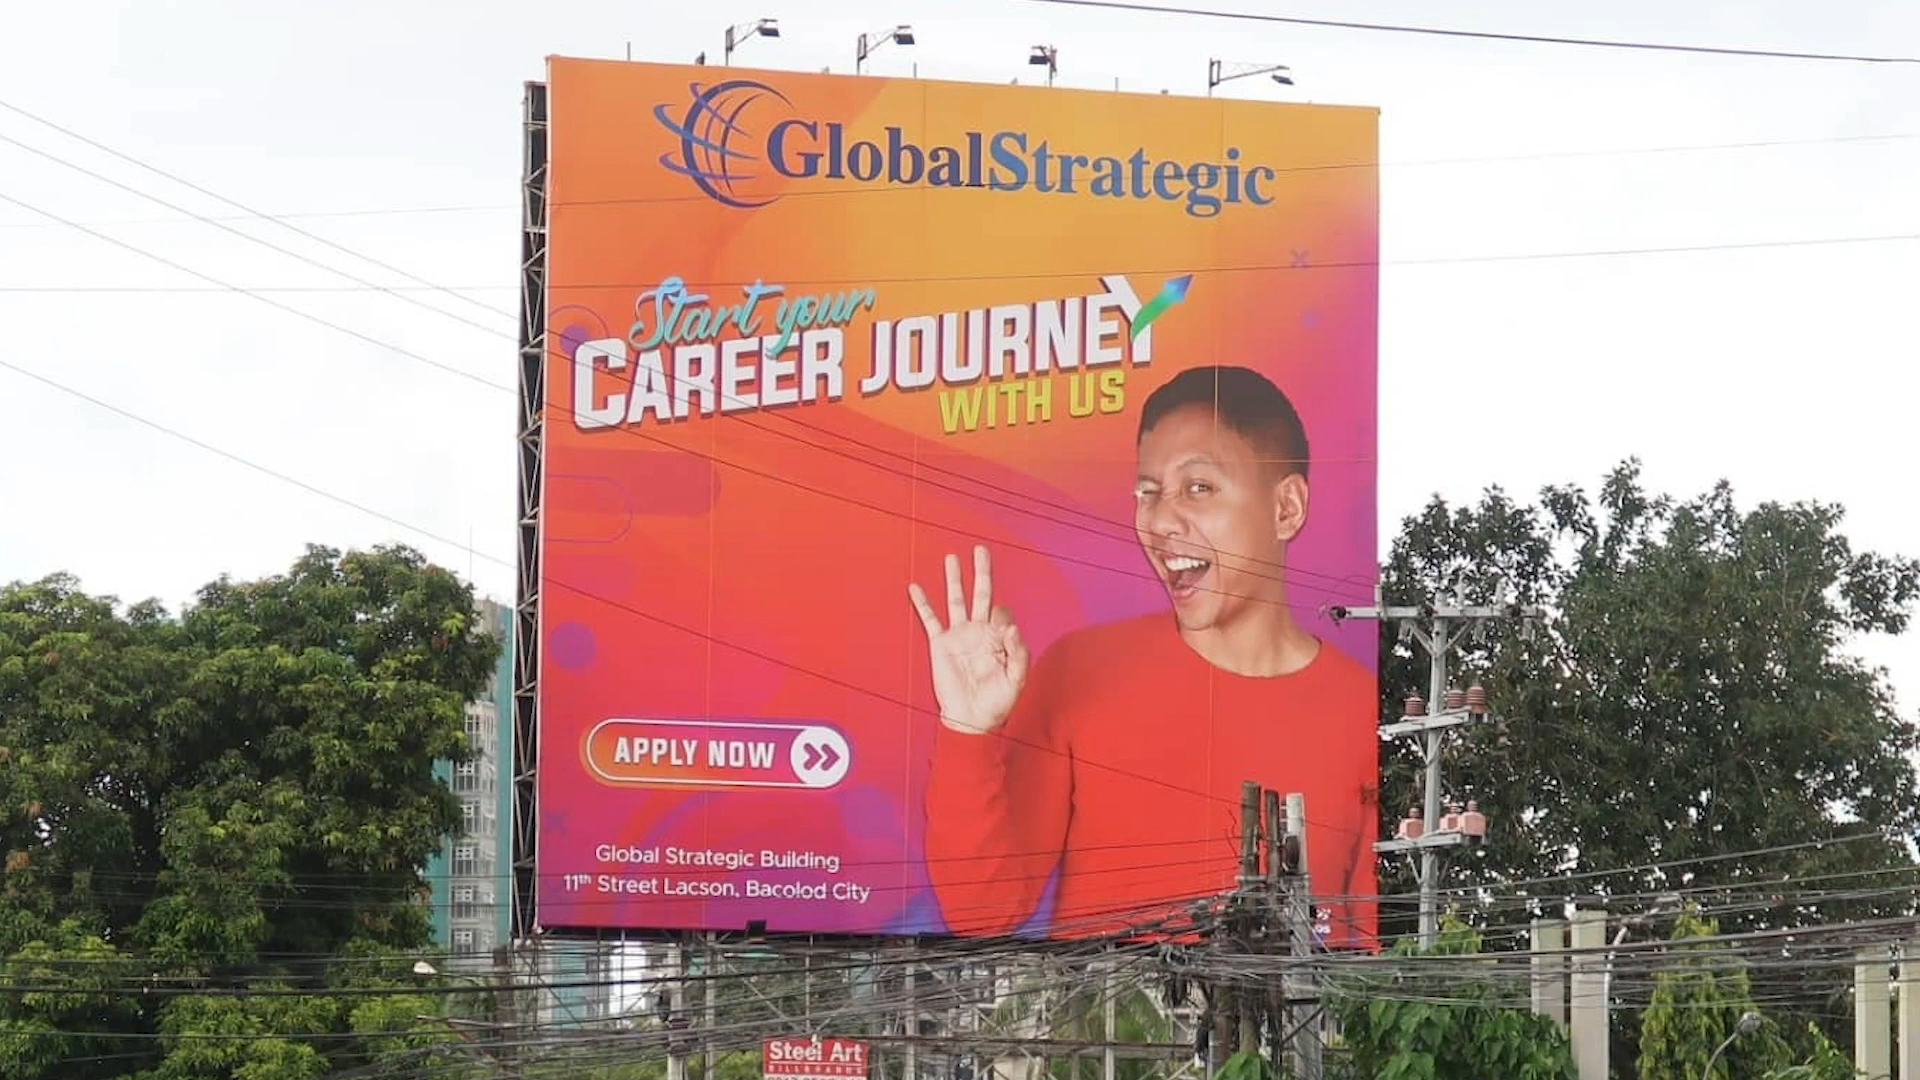 GlobalStrategic
Start your
CAREER JOURNEY
WITH US
APPLY NOW
Global Strategic Building
11th Street Lacson, Bacolod City
Steel Art
BILLBOARDS